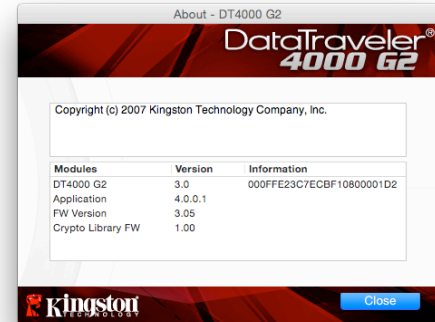 About - DT4000 G2
DataTraveler®
4000 G2
Copyright (c) 2007 Kingston Technology Company, Inc.
Modules Version Information
DT4000 G2 3.0 000FFE23C7ECBF10800001D2
Application 4.0.0.1
FW Version 3.05
Crypto Library FW 1.00
Kingston
TECHNOLOGY
Close